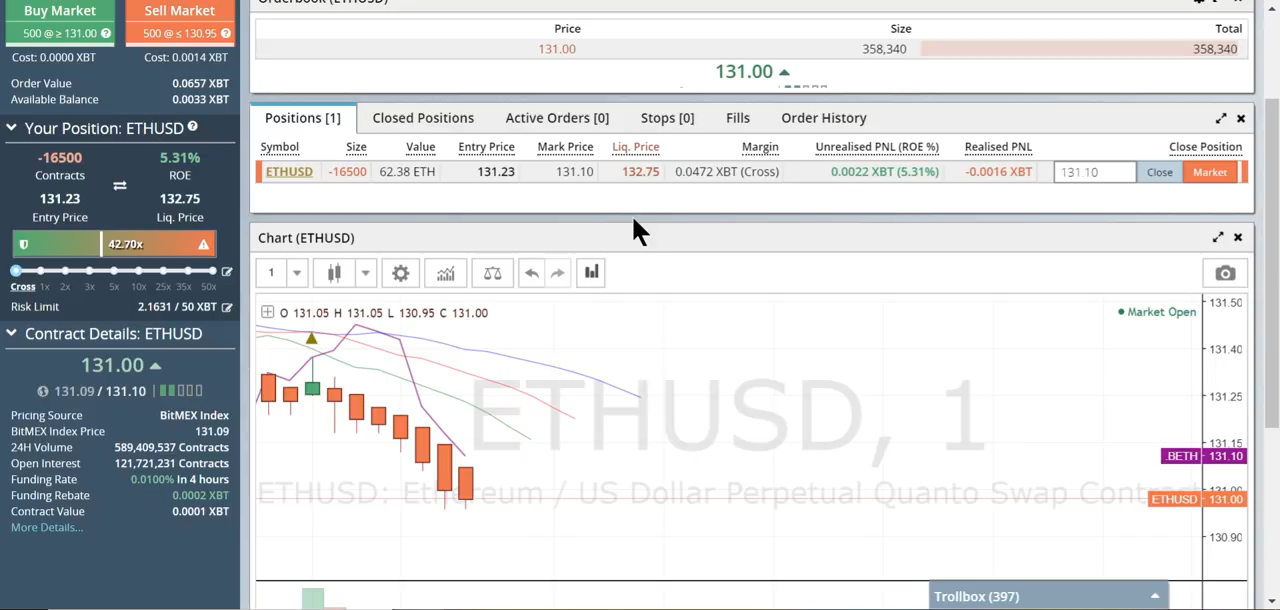 Buy Market
500 @ ≥ 131.00
Sell Market
500 @ ≤ 130.95
Cost: 0.0000 XBT
Cost: 0.0014 XBT
Order Value 0.0657 XBT
Available Balance 0.0033 XBT
Your Position: ETHUSD
-16500 5.31%
Contracts ROE
131.23 132.75
Entry Price Liq. Price
42.70x
Cross 1x 2x 3x 5x 10x 25x 35x 50x
Risk Limit 2.1631 / 50 XBT
Contract Details: ETHUSD
131.00
131.09 / 131.10
Pricing Source BitMEX Index
BitMEX Index Price 131.09
24H Volume 589,409,537 Contracts
Open Interest 121,721,231 Contracts
Funding Rate 0.0100% In 4 hours
Funding Rebate 0.0002 XBT
Contract Value 0.0001 XBT
More Details...
Orderbook (ETHUSD)
Price Size Total
131.00 358,340 358,340
131.00
Positions [1] Closed Positions Active Orders [0] Stops [0] Fills Order History
Symbol Size Value Entry Price Mark Price Liq. Price Margin Unrealised PNL (ROE %) Realised PNL Close Position
ETHUSD -16500 62.38 ETH 131.23 131.10 132.75 0.0472 XBT (Cross) 0.0022 XBT (5.31%) -0.0016 XBT 131.10 Close Market
Chart (ETHUSD)
1
O 131.05 H 131.05 L 130.95 C 131.00
Market Open
ETHUSD, 1
ETHUSD: Ethereum / US Dollar Perpetual Quanto Swap Contract
131.50
131.40
131.25
131.15
BETH 131.10
131.00
ETHUSD 131.00
130.90
Trollbox (397)